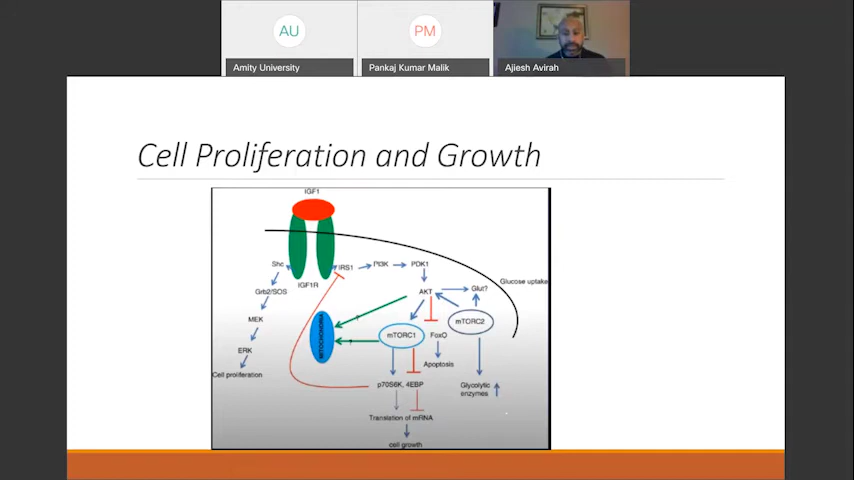 AU
PM
Amity University
Pankaj Kumar Malik
Ajiesh Avirah
Cell Proliferation and Growth
IGF1
Shc
IRS1
PI3K
PDK1
IGF1R
Glucose uptake
Grb2/SOS
AKT
Glut?
MEK
MITOCHONDRIA
?
mTORC2
mTORC1
FoxO
?
ERK
Apoptosis
Cell proliferation
p70S6K, 4EBP
Glycolytic
enzymes
Translation of mRNA
cell growth